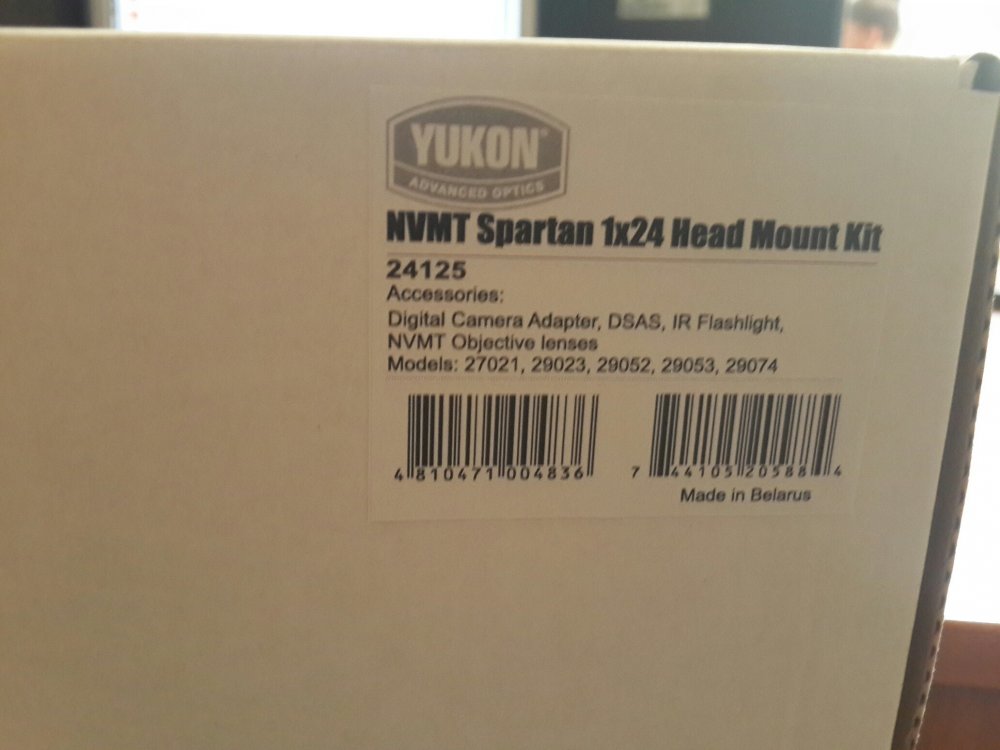 YUKON
ADVANCED OPTICS
NVMT Spartan 1x24 Head Mount Kit
24125
Accessories:
Digital Camera Adapter, DSAS, IR Flashlight,
NVMT Objective lenses
Models: 27021, 29023, 29052, 29053, 29074
4 810471 004836
7 44105 20588 4
Made in Belarus